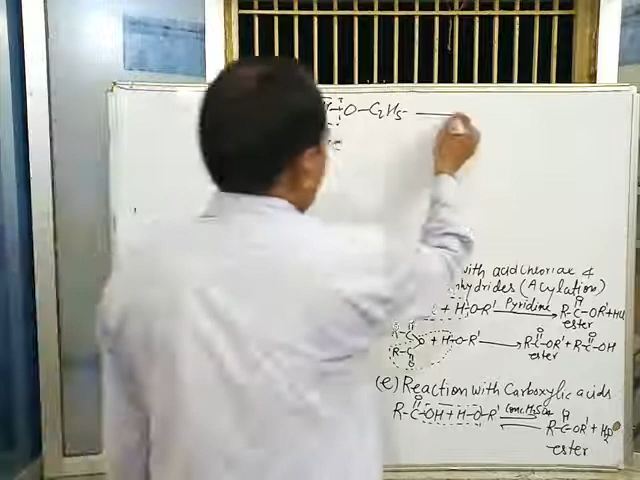 O-C₂H₅
with acid chloride &
hydrides (Acylation)
+ H-O-R' Pyridine R-C-OR'+HCl
O
ester
R-C
O
O + H-O-R' R-C-OR' + R-C-OH
O O
R-C
O
ester
(e) Reaction with Carboxylic acids
R-C-OH + H-O-R' Conc.H₂SO₄ R-C-OR' + H₂O
O O
ester